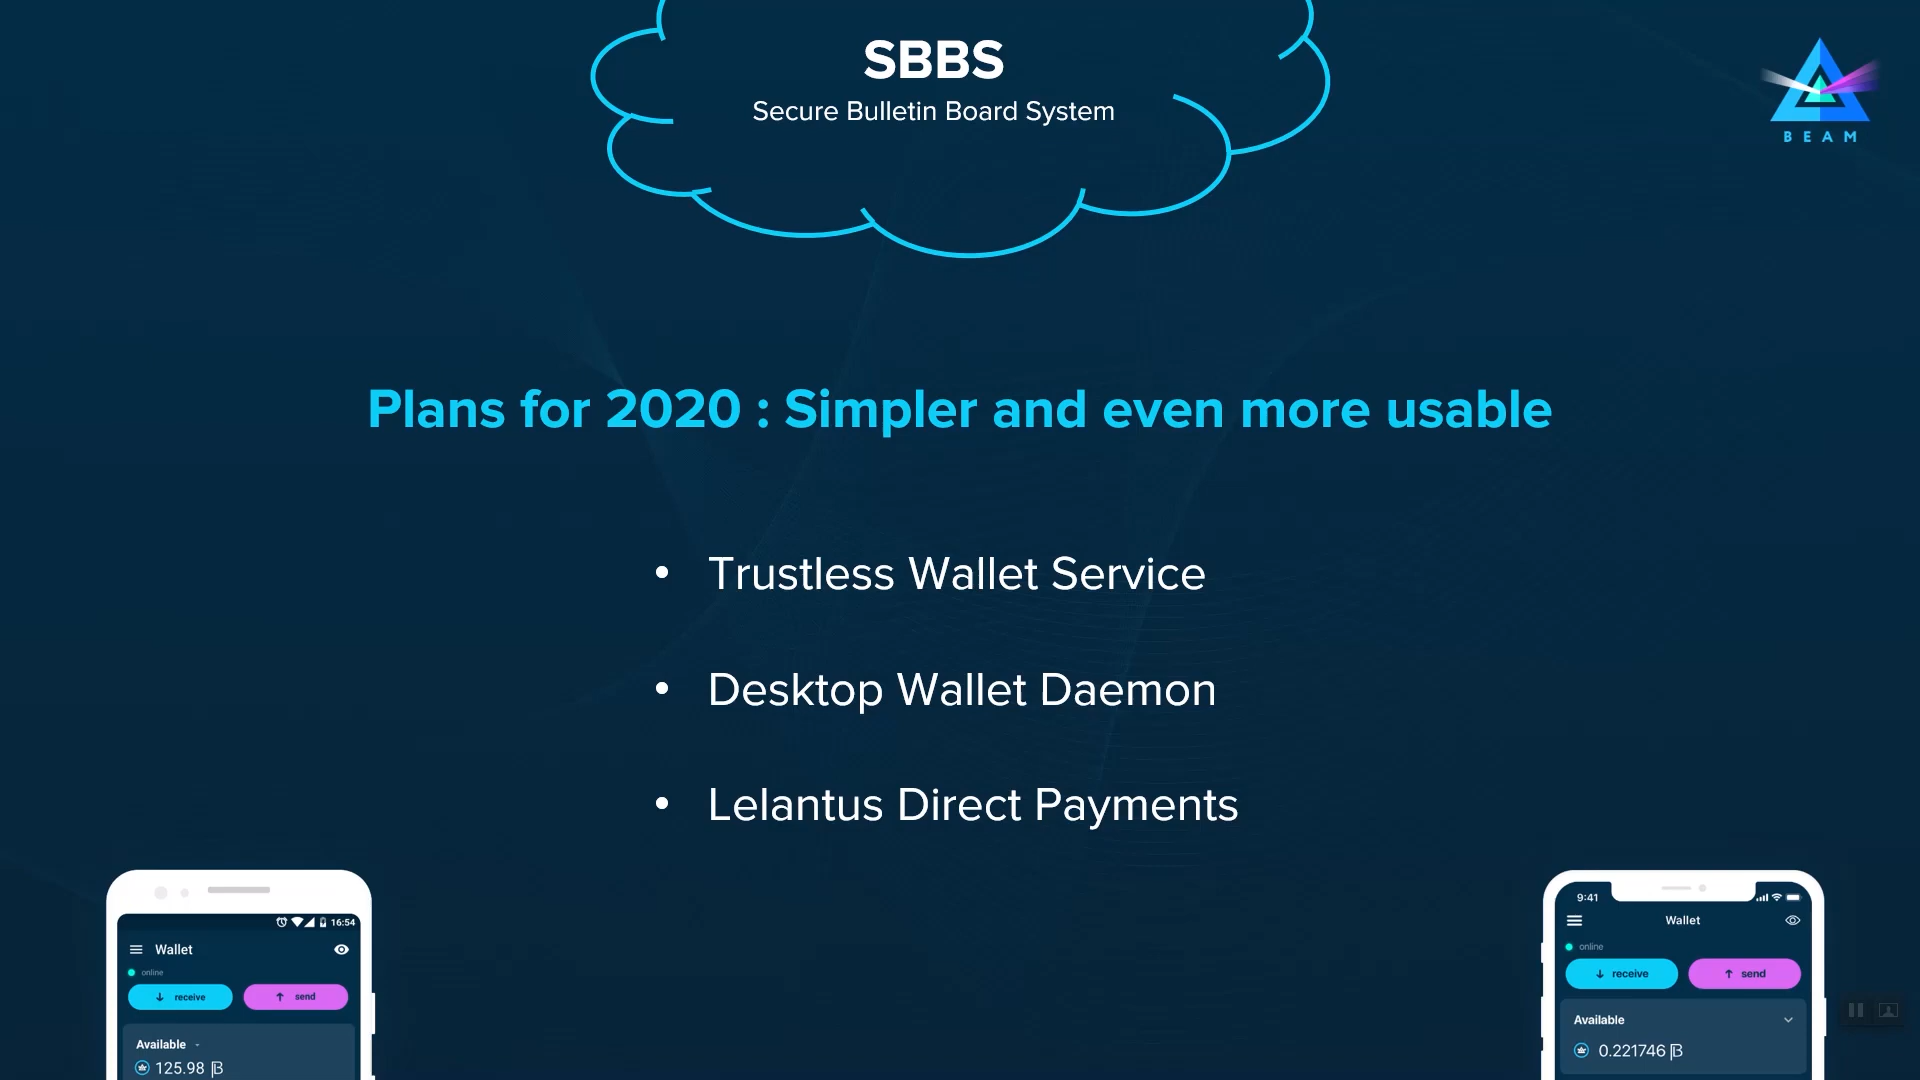 SBBS
Secure Bulletin Board System
BEAM
Plans for 2020 : Simpler and even more usable
• Trustless Wallet Service
• Desktop Wallet Daemon
• Lelantus Direct Payments
16:54
Wallet
online
receive
send
Available
125.98
9:41
Wallet
online
receive
send
Available
0.221746